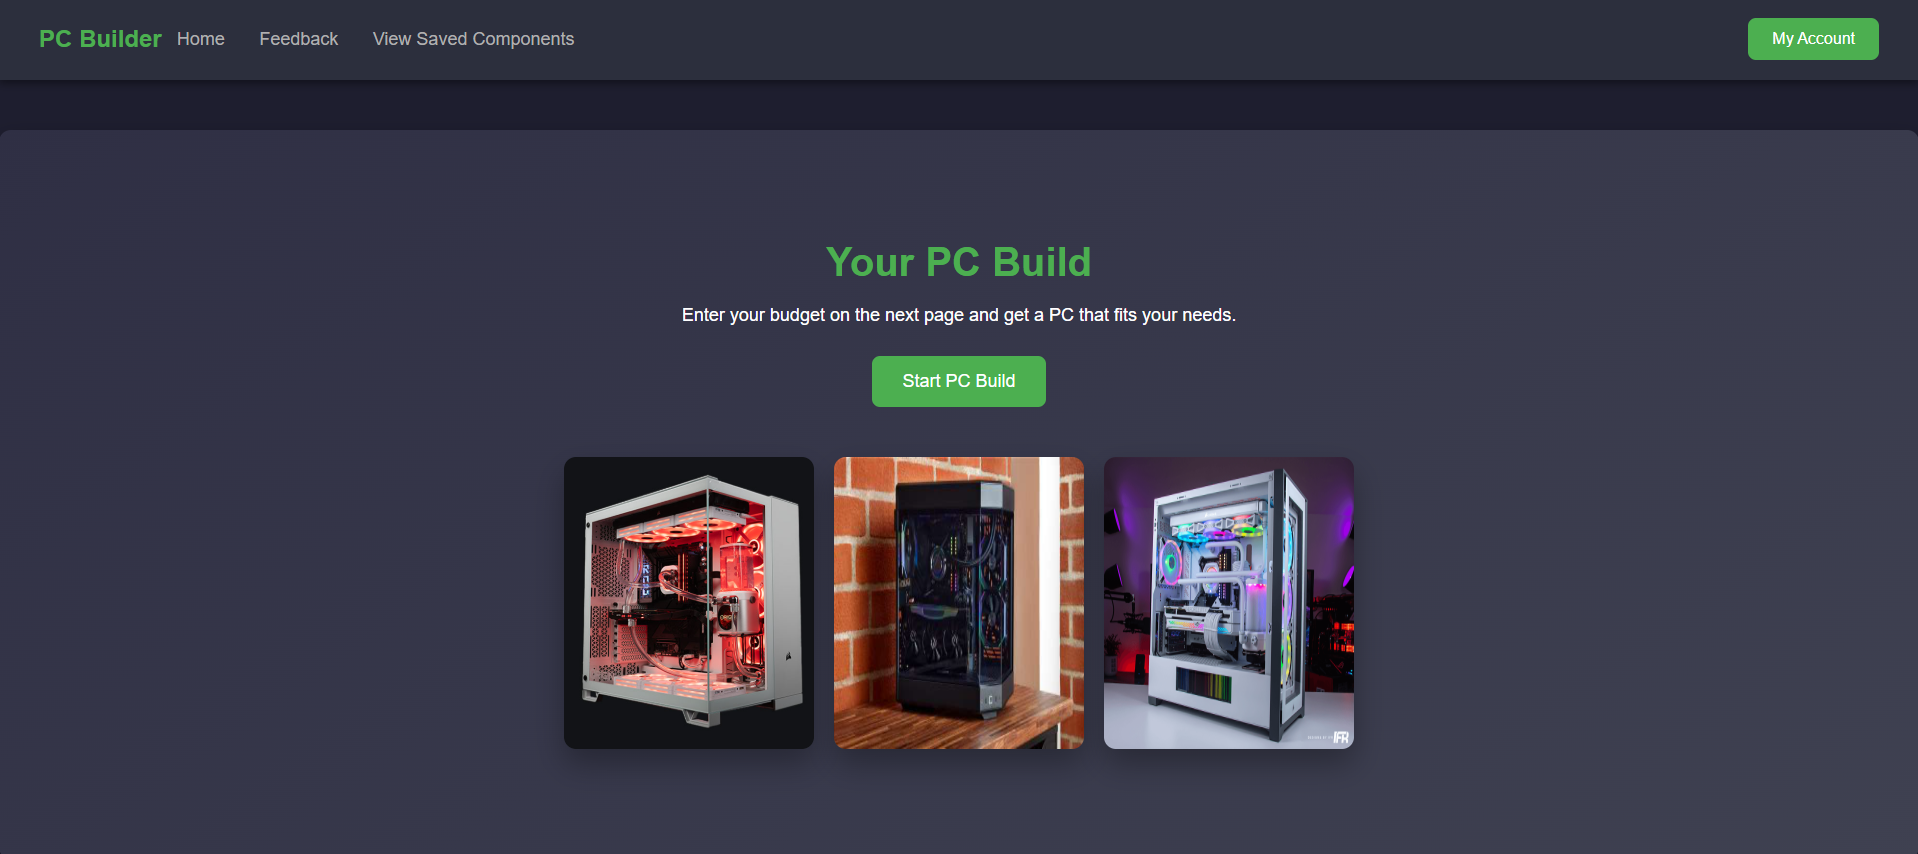 PC Builder Home Feedback View Saved Components My Account
Your PC Build
Enter your budget on the next page and get a PC that fits your needs.
Start PC Build
IFR